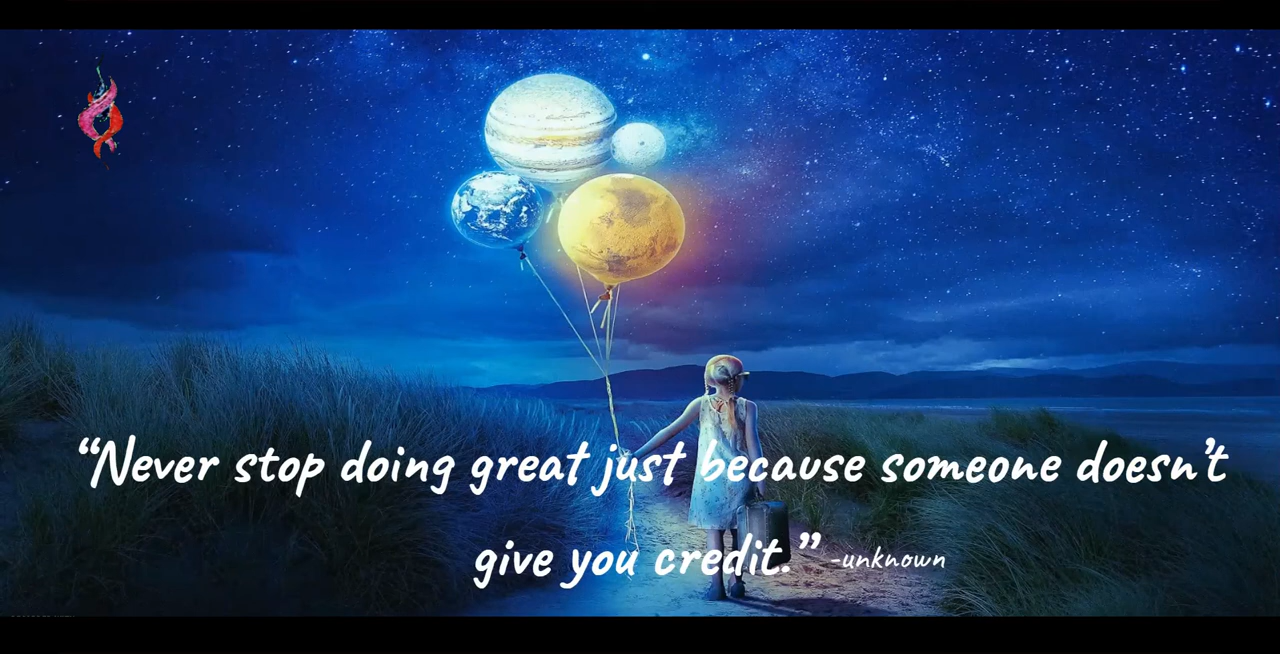 “Never stop doing great just because someone doesn’t
give you credit.” -unknown